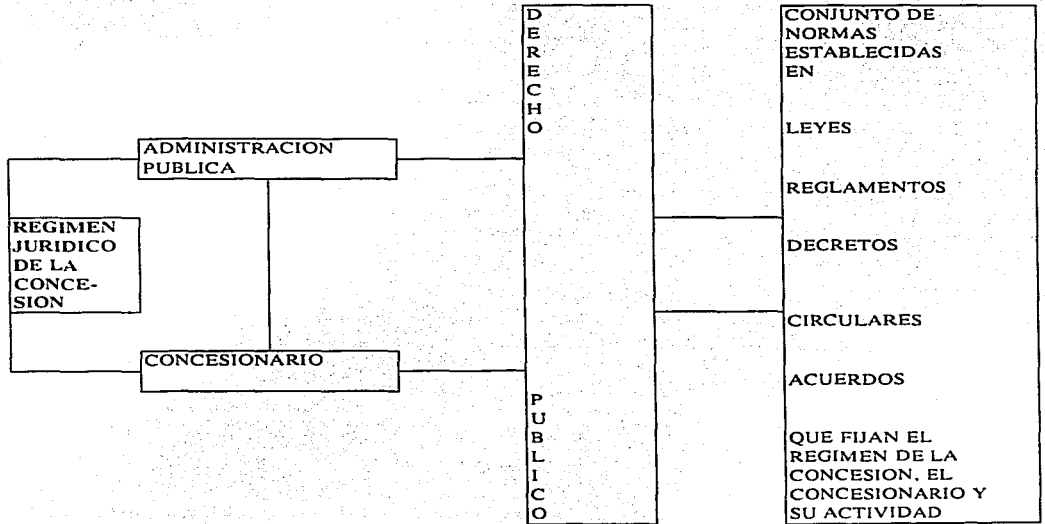 REGIMEN
JURIDICO
DE LA
CONCE-
SION
ADMINISTRACION
PUBLICA
CONCESIONARIO
D
E
R
E
C
H
O
P
U
B
L
I
C
O
CONJUNTO DE
NORMAS
ESTABLECIDAS
EN
LEYES
REGLAMENTOS
DECRETOS
CIRCULARES
ACUERDOS
QUE FIJAN EL
REGIMEN DE LA
CONCESION, EL
CONCESIONARIO Y
SU ACTIVIDAD